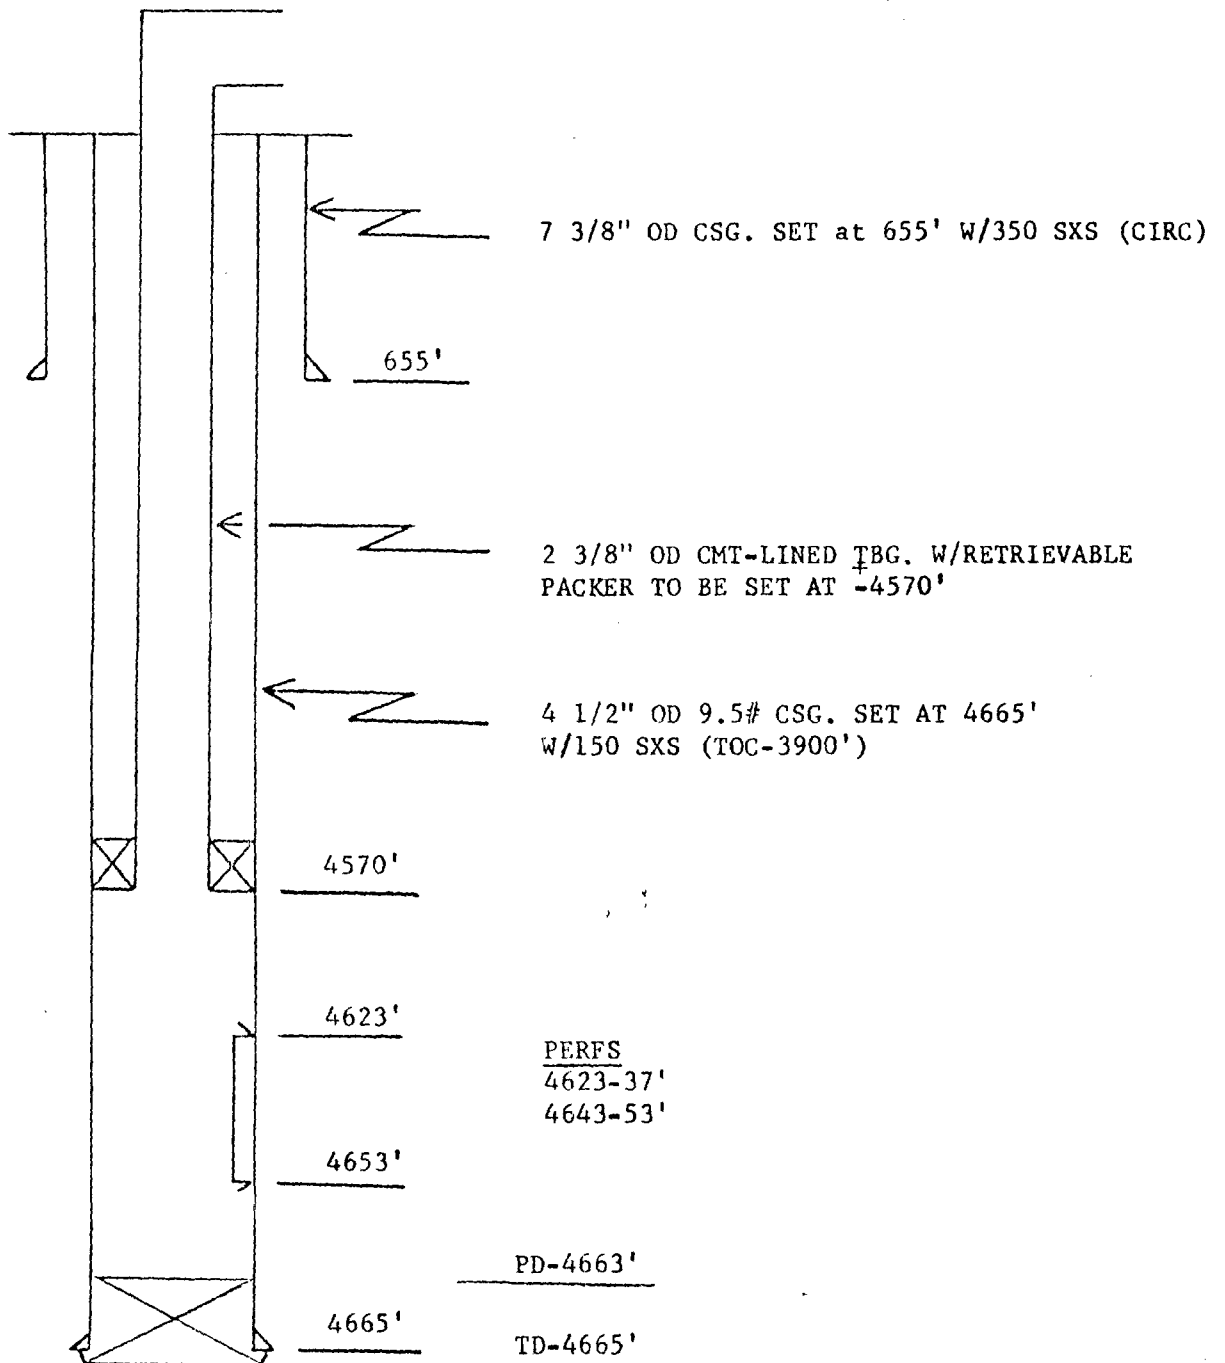 7 3/8" OD CSG. SET at 655' W/350 SXS (CIRC)
655'
2 3/8" OD CMT-LINED TBG. W/RETRIEVABLE
PACKER TO BE SET AT ±4570'
4 1/2" OD 9.5# CSG. SET AT 4665'
W/150 SXS (TOC-3900')
4570'
4623'
PERFS
4623-37'
4643-53'
4653'
PD-4663'
4665'
TD-4665'